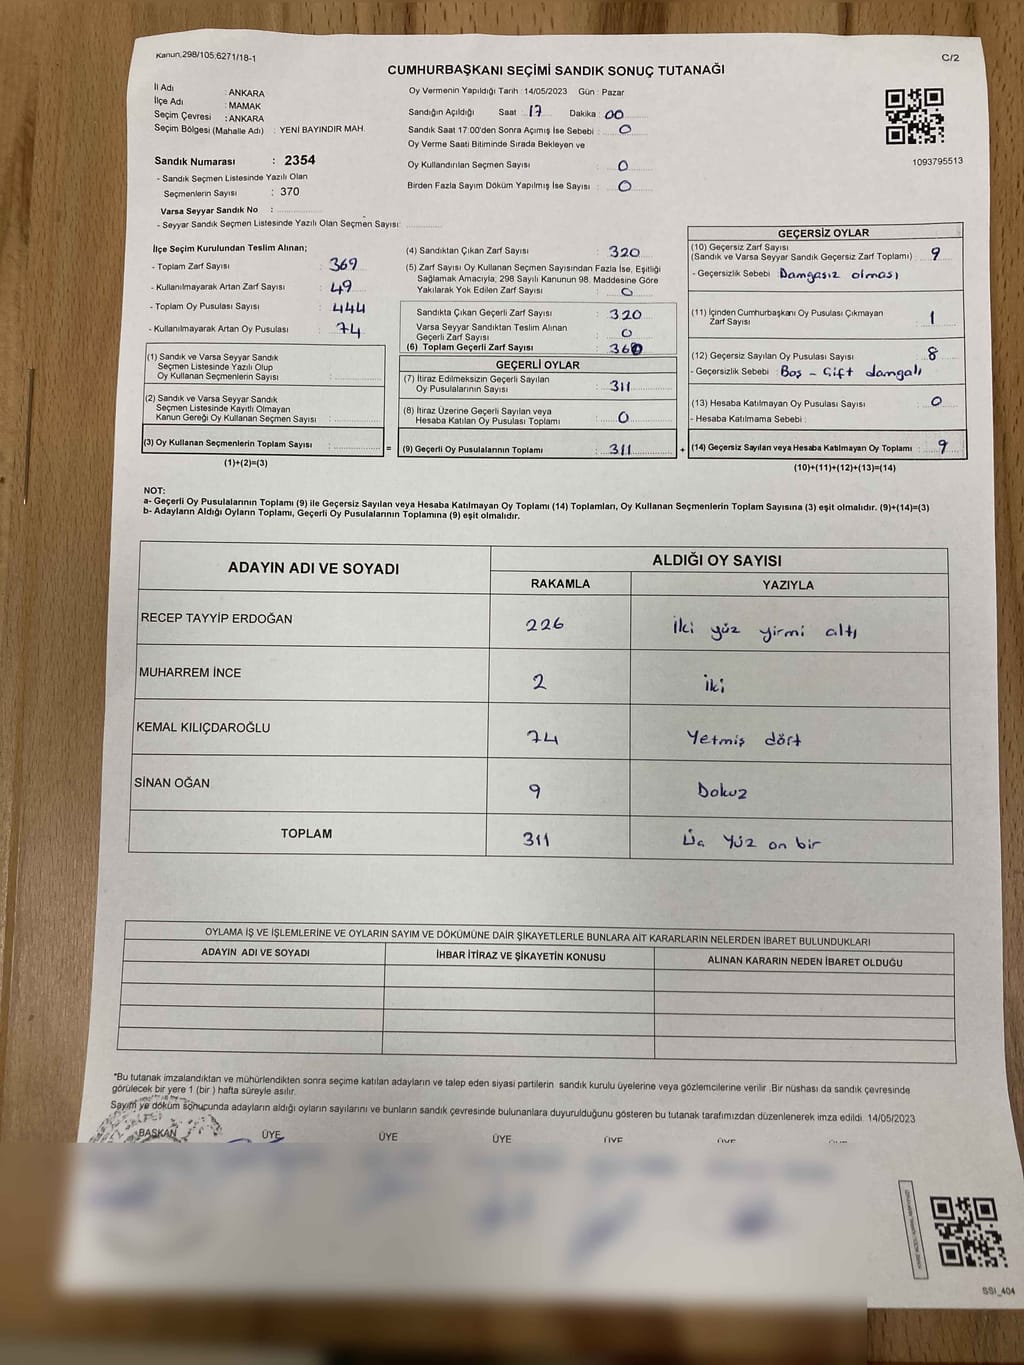 Kanun,298/105,6271/18-1
C/2
CUMHURBAŞKANI SEÇİMİ SANDIK SONUÇ TUTANAĞI
İl Adı : ANKARA
İlçe Adı : MAMAK
Seçim Çevresi : ANKARA
Seçim Bölgesi (Mahalle Adı) : YENİ BAYINDIR MAH.
Sandık Numarası : 2354
- Sandık Seçmen Listesinde Yazılı Olan
Seçmenlerin Sayısı : 370
Varsa Seyyar Sandık No :
- Seyyar Sandık Seçmen Listesinde Yazılı Olan Seçmen Sayısı:
Oy Vermenin Yapıldığı Tarih : 14/05/2023 Gün : Pazar
Sandığın Açıldığı Saat : 17 Dakika : 00
Sandık Saat 17:00'den Sonra Açımış İse Sebebi : 0
Oy Verme Saati Bitiminde Sırada Bekleyen ve
Oy Kullandırılan Seçmen Sayısı : 0
Birden Fazla Sayım Döküm Yapılmış İse Sayısı : 0
1093795513
İlçe Seçim Kurulundan Teslim Alınan;
- Toplam Zarf Sayısı : 369
- Kullanılmayarak Artan Zarf Sayısı : 49
- Toplam Oy Pusulası Sayısı : 444
- Kullanılmayarak Artan Oy Pusulası : 74
(1) Sandık ve Varsa Seyyar Sandık
Seçmen Listesinde Yazılı Olup
Oy Kullanan Seçmenlerin Sayısı :
(2) Sandık ve Varsa Seyyar Sandık
Seçmen Listesinde Kayıtlı Olmayan
Kanun Gereği Oy Kullanan Seçmen Sayısı :
(3) Oy Kullanan Seçmenlerin Toplam Sayısı :
(1)+(2)=(3)
(4) Sandıktan Çıkan Zarf Sayısı : 320
(5) Zarf Sayısı Oy Kullanan Seçmen Sayısından Fazla İse, Eşitliği
Sağlamak Amacıyla, 298 Sayılı Kanunun 98. Maddesine Göre
Yakılarak Yok Edilen Zarf Sayısı : 0
Sandıkta Çıkan Geçerli Zarf Sayısı : 320
Varsa Seyyar Sandıktan Teslim Alınan
Geçerli Zarf Sayısı : 0
(6) Toplam Geçerli Zarf Sayısı :
GEÇERLİ OYLAR
(7) İtiraz Edilmeksizin Geçerli Sayılan
Oy Pusulalarının Sayısı : 311
(8) İtiraz Üzerine Geçerli Sayılan veya
Hesaba Katılan Oy Pusulası Toplamı : 0
= (9) Geçerli Oy Pusulalarının Toplamı : 311 +
GEÇERSİZ OYLAR
(10) Geçersiz Zarf Sayısı
(Sandık ve Varsa Seyyar Sandık Geçersiz Zarf Toplamı) : 9
- Geçersizlik Sebebi : Damgasız olması
(11) İçinden Cumhurbaşkanı Oy Pusulası Çıkmayan
Zarf Sayısı : 1
(12) Geçersiz Sayılan Oy Pusulası Sayısı : 8
- Geçersizlik Sebebi : Boş - Çift damgalı
(13) Hesaba Katılmayan Oy Pusulası Sayısı : 0
- Hesaba Katılmama Sebebi :
(14) Geçersiz Sayılan veya Hesaba Katılmayan Oy Toplamı : 9
(10)+(11)+(12)+(13)=(14)
NOT:
a- Geçerli Oy Pusulalarının Toplamı (9) ile Geçersiz Sayılan veya Hesaba Katılmayan Oy Toplamı (14) Toplamları, Oy Kullanan Seçmenlerin Toplam Sayısına (3) eşit olmalıdır. (9)+(14)=(3)
b- Adayların Aldığı Oyların Toplamı, Geçerli Oy Pusulalarının Toplamına (9) eşit olmalıdır.
ADAYIN ADI VE SOYADI
ALDIĞI OY SAYISI
RAKAMLA YAZIYLA
RECEP TAYYİP ERDOĞAN 226 İki yüz yirmi altı
MUHARREM İNCE 2 İki
KEMAL KILIÇDAROĞLU 74 Yetmiş dört
SİNAN OĞAN 9 Dokuz
TOPLAM 311 Üç Yüz on bir
OYLAMA İŞ VE İŞLEMLERİNE VE OYLARIN SAYIM VE DÖKÜMÜNE DAİR ŞİKAYETLERLE BUNLARA AİT KARARLARIN NELERDEN İBARET BULUNDUKLARI
ADAYIN ADI VE SOYADI İHBAR İTİRAZ VE ŞİKAYETİN KONUSU ALINAN KARARIN NEDEN İBARET OLDUĞU
*Bu tutanak imzalandıktan ve mühürlendikten sonra seçime katılan adayların ve talep eden siyasi partilerin sandık kurulu üyelerine veya gözlemcilerine verilir. Bir nüshası da sandık çevresinde
görülecek bir yere 1 (bir ) hafta süreyle asılır.
Sayım ve döküm sonucunda adayların aldığı oyların sayılarını ve bunların sandık çevresinde bulunanlara duyurulduğunu gösteren bu tutanak tarafımızdan düzenlenerek imza edildi. 14/05/2023
BAŞKAN ÜYE ÜYE ÜYE ÜYE ÜYE
SSI_404